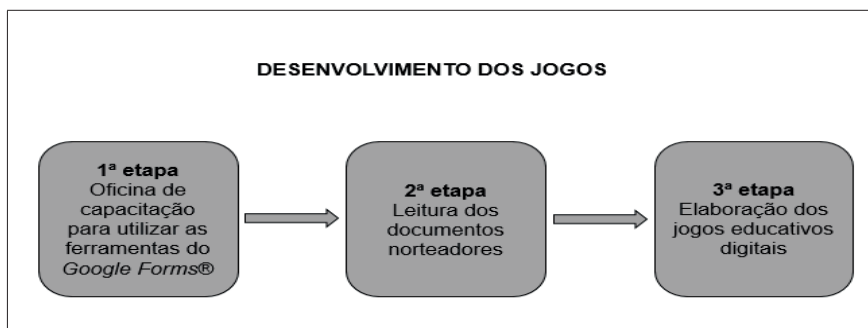 DESENVOLVIMENTO DOS JOGOS
1ª etapa
Oficina de
capacitação
para utilizar as
ferramentas do
Google Forms®
2ª etapa
Leitura dos
documentos
norteadores
3ª etapa
Elaboração dos
jogos educativos
digitais